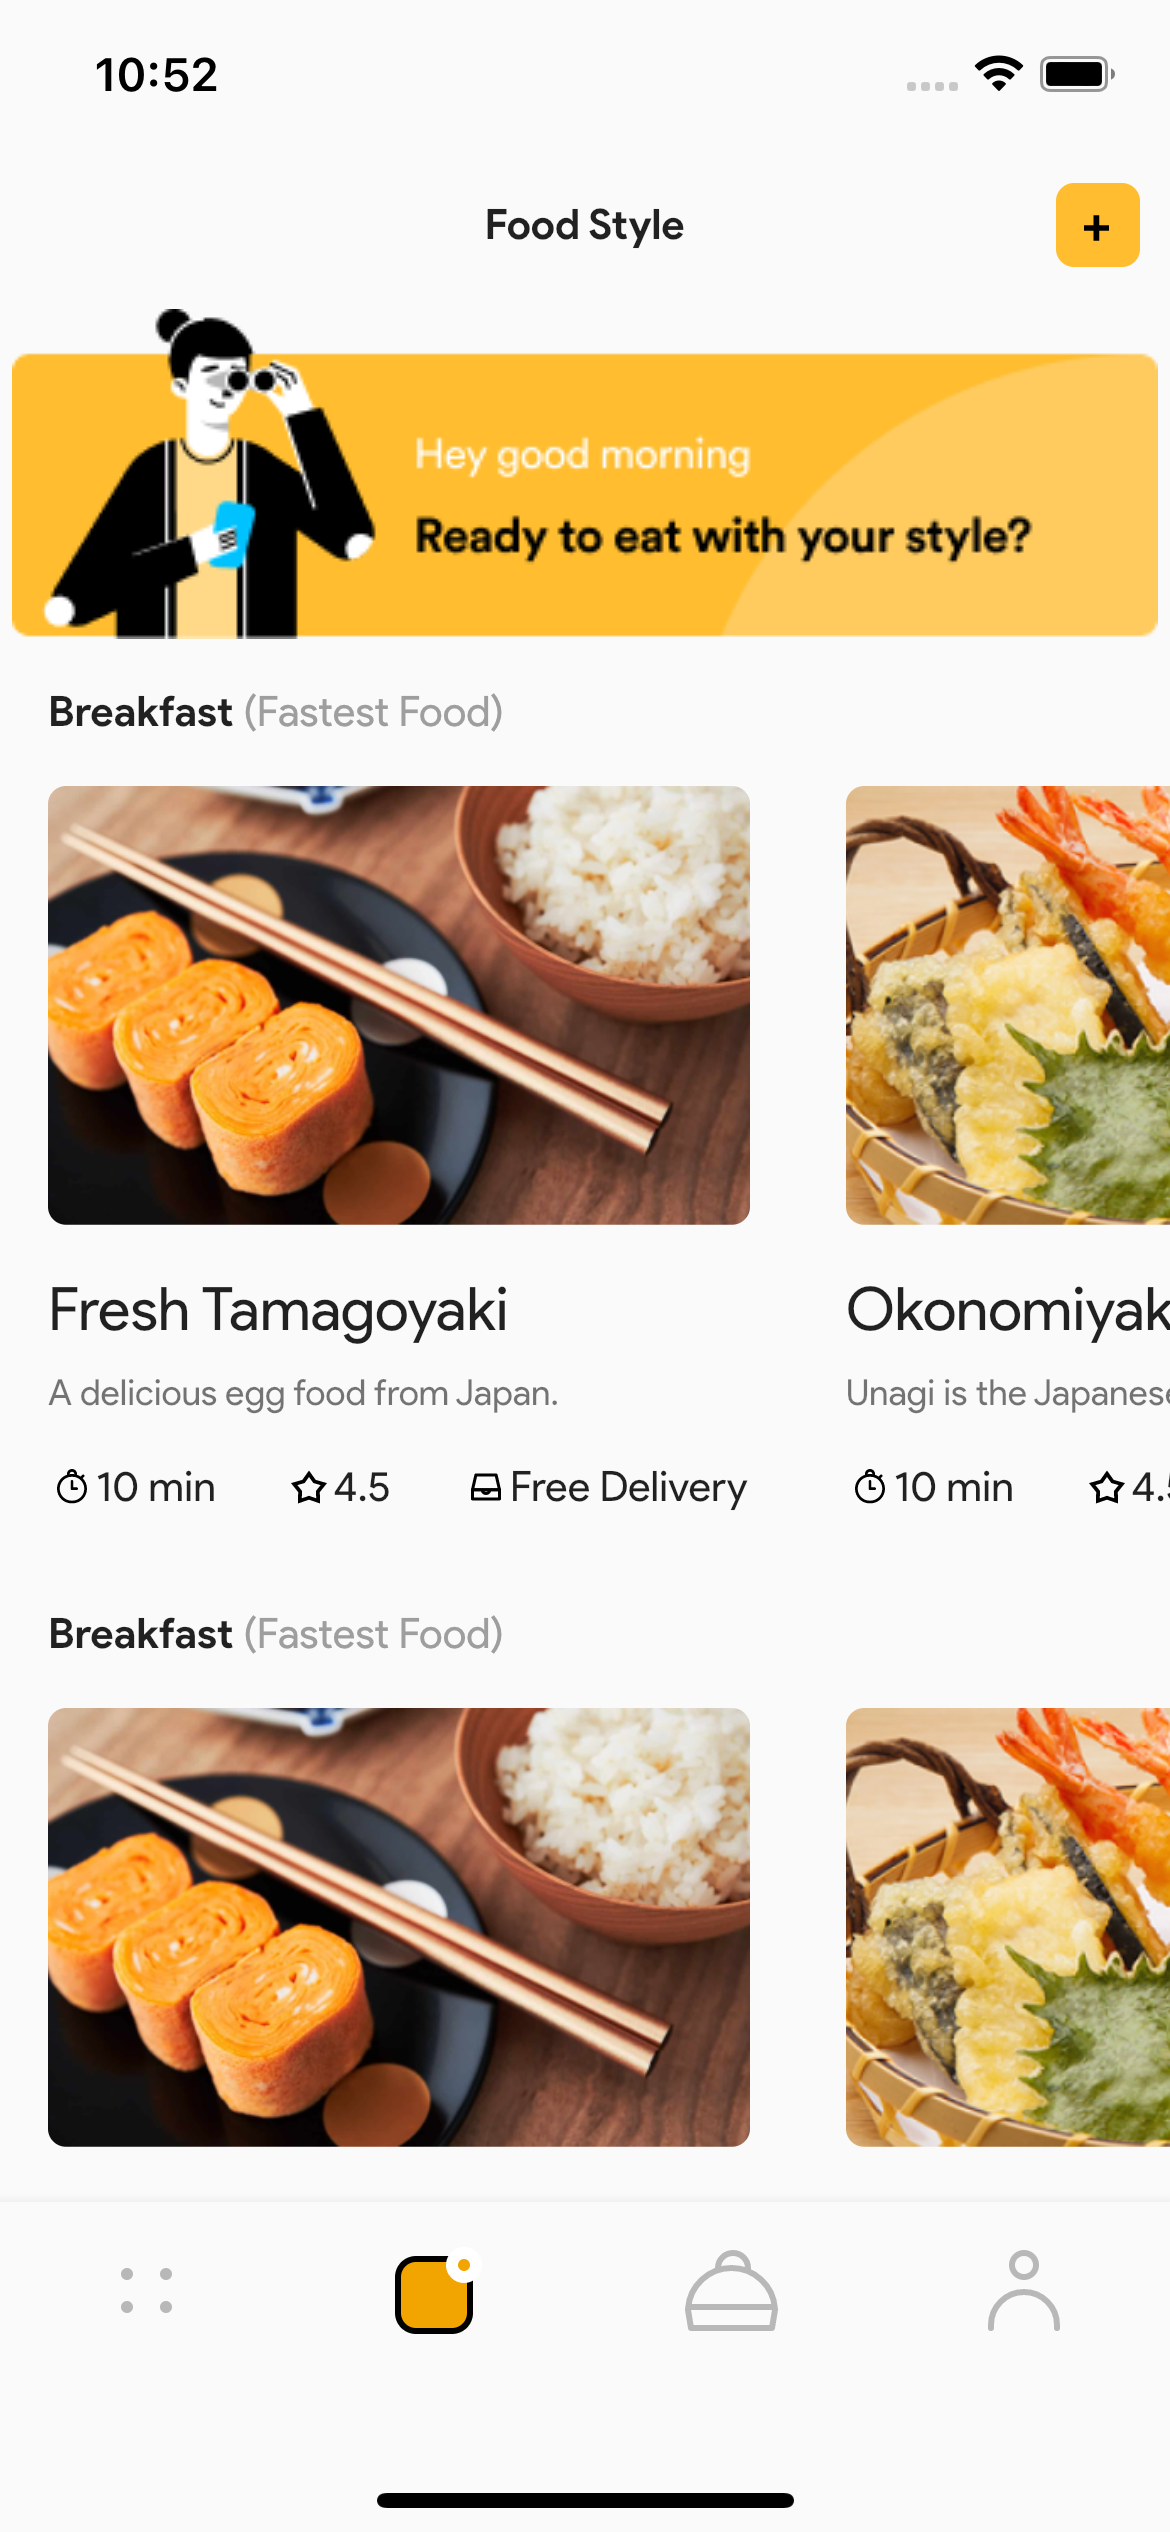 10:52
Food Style
+
Hey good morning
Ready to eat with your style?
Breakfast (Fastest Food)
Fresh Tamagoyaki
A delicious egg food from Japan.
10 min
4.5
Free Delivery
Okonomiyak
Unagi is the Japanese
10 min
4.5
Breakfast (Fastest Food)